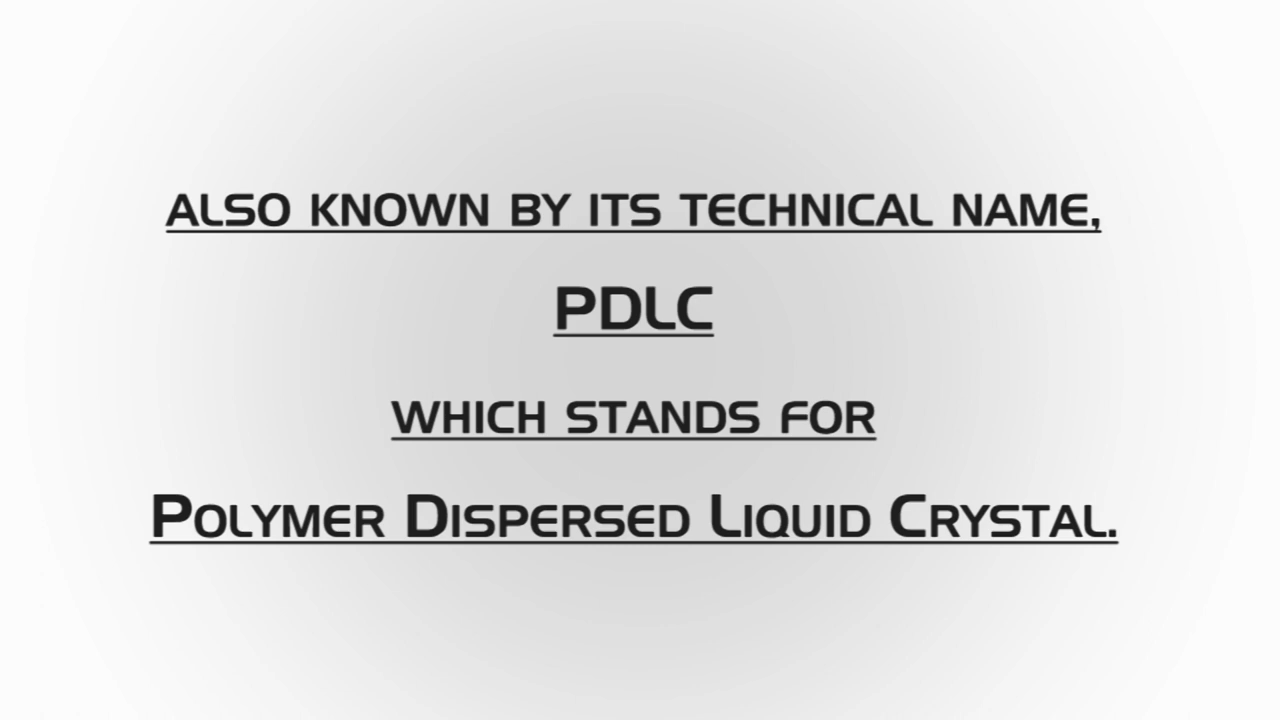 ALSO KNOWN BY ITS TECHNICAL NAME,
PDLC
WHICH STANDS FOR
POLYMER DISPERSED LIQUID CRYSTAL.